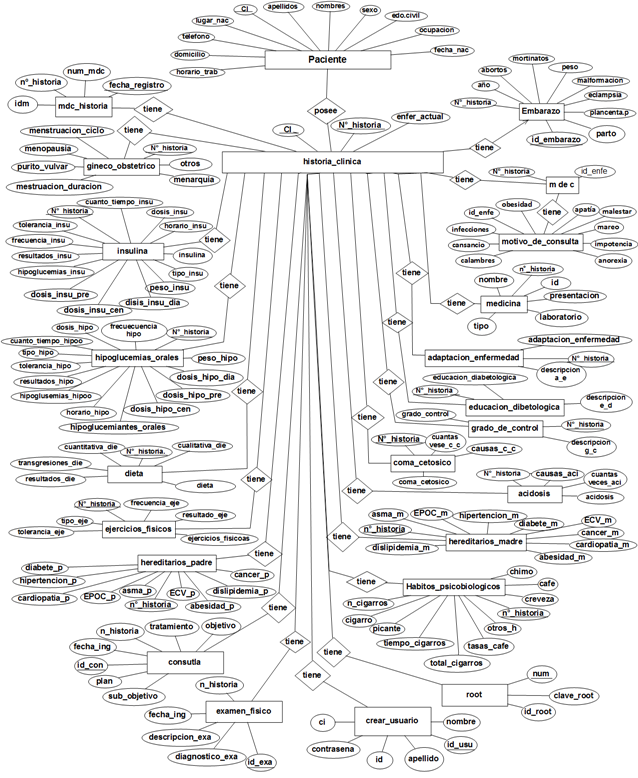 CI
apellidos
nombres
sexo
edo.civil
lugar_nac
ocupacion
telefono
fecha_nac
domicilio
horario_trab
Paciente
posee
mortinatos
abortos
peso
año
malformacion
eclampsia
N°_historia
plancenta.p
Embarazo
parto
id_embarazo
tiene
num_mdc
n°_historia
fecha_registro
idm
mdc_historia
tiene
CI_
N°_historia
enfer_actual
historia_clinica
menstruacion_ciclo
tiene
menopausia
N°_historia
gineco_obstetrico
otros
purito_vulvar
menarquia
mestruacion_duracion
N°_historia
id_enfe
tiene
m de c
tiene
obesidad
apatia
malestar
id_enfe
mareo
infecciones
motivo_de_consulta
impotencia
cansancio
calambres
anorexia
cuanto_tiempo_insu
N°_historia
dosis_insu
tolerancia_insu
horario_insu
frecuencia_insu
tiene
insulina
insulina
resultados_insu
tipo_insu
hipoglucemias_insu
peso_insu
dosis_insu_pre
disis_insu_dia
dosis_insu_cen
tiene
tiene
n°_historia
nombre
id
presentacion
tiene
medicina
tipo
laboratorio
frecuecuencia
hipo
dosis_hipo
N°_historia
cuanto_tiempo_hipoo
tipo_hipo
hipoglucemias_orales
peso_hipo
tolerancia_hipo
dosis_hipo_dia
resultados_hipo
hipoglusemias_hipoo
dosis_hipo_pre
dosis_hipo_cen
horario_hipo
hipoglucemiantes_orales
tiene
tiene
adaptacion_enfermedad
adaptacion_enfermedad
N°_historia
descripcion
a_e
tiene
educacion_diabetologica
N°_historia
educacion_dibetologica
descripcion
e_d
tiene
grado_control
grado_de_control
N°_historia
descripcion
g_c
tiene
N°_historia
cuantas
vese_c_c
causas_c_c
coma_cetosico
coma_cetosico
cuantitativa_die
N°_historia.
cualitativa_die
transgresiones_die
dieta
resultados_die
dieta
tiene
N°_historia
causas_aci
cuantas
veces_aci
tiene
acidosis
acidosis
N°_historia
frecuencia_eje
tiene
tipo_eje
resultado_eje
ejercicios_fisicos
tolerancia_eje
ejercicios_fisicoas
EPOC_m
hipertencion_m
asma_m
diabete_m
ECV_m
n°_historia
cancer_m
tiene
hereditarios_madre
cardiopatia_m
dislipidemia_m
abesidad_m
hereditarios_padre
tiene
diabete_p
cancer_p
hipertencion_p
asma_p
ECV_p
dislipidemia_p
cardiopatia_p
EPOC_p
n°_historia
abesidad_p
tiene
chimo
Habitos_psicobiologicos
cafe
n_cigarros
creveza
cigarro
n°_historia
picante
otros_h
tiempo_cigarros
tasas_cafe
total_cigarros
tiene
n_historia
tratamiento
objetivo
fecha_ing
id_con
consutla
plan
sub_objetivo
tiene
n_historia
fecha_ing
examen_fisico
descripcion_exa
diagnostico_exa
id_exa
tiene
num
root
clave_root
id_root
tiene
ci
crear_usuario
nombre
contrasena
id_usu
id
apellido